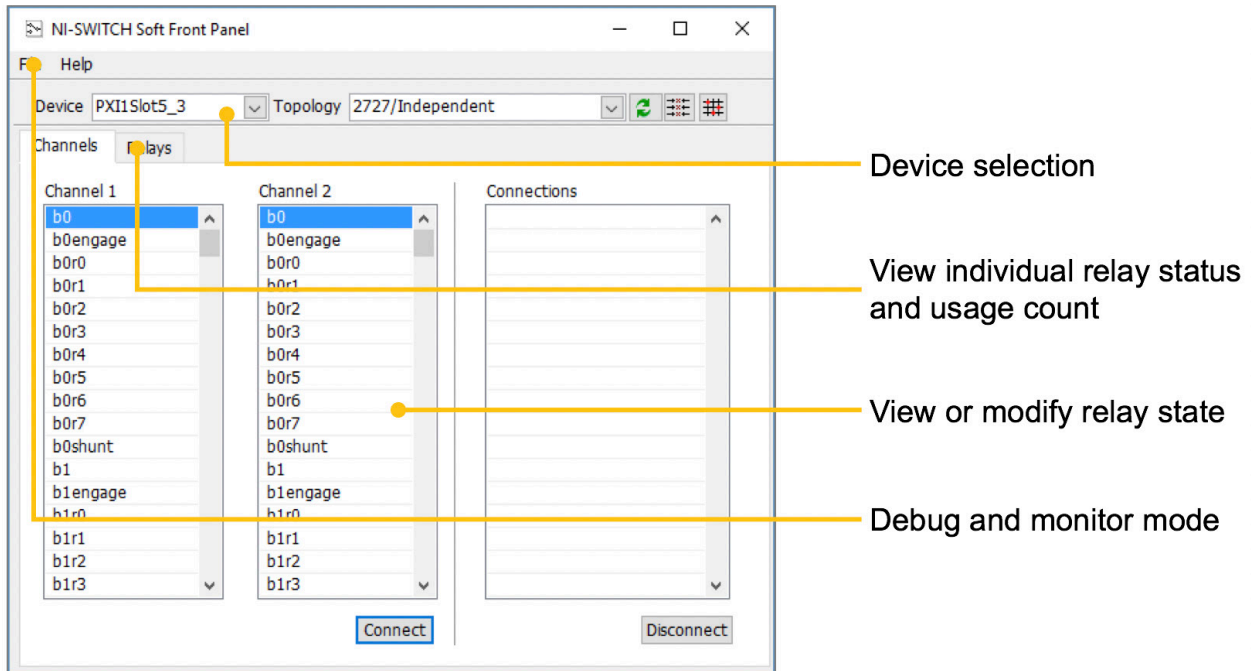 NI-SWITCH Soft Front Panel
Help
Device PXI1Slot5_3 Topology 2727/Independent
Channels
Channel 1 Channel 2 Connections
b0 b0
b0engage b0engage
b0r0 b0r0
b0r1 b0r1
b0r2 b0r2
b0r3 b0r3
b0r4 b0r4
b0r5 b0r5
b0r6 b0r6
b0r7 b0r7
b0shunt b0shunt
b1 b1
b1engage b1engage
b1r0 b1r0
b1r1 b1r1
b1r2 b1r2
b1r3 b1r3
Connect Disconnect
Device selection
View individual relay status
and usage count
View or modify relay state
Debug and monitor mode